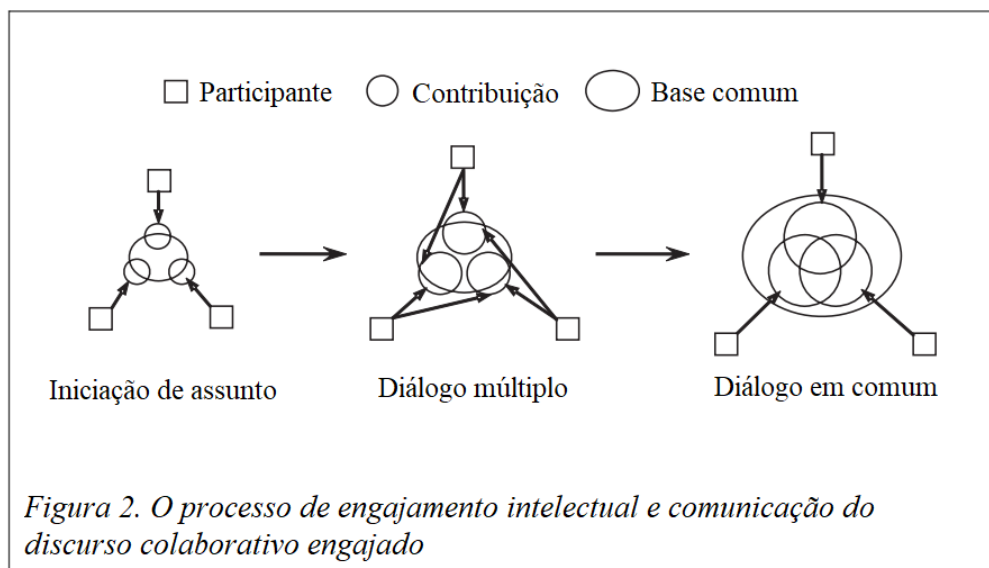 Participante Contribuição Base comum
Iniciação de assunto Diálogo múltiplo Diálogo em comum
Figura 2. O processo de engajamento intelectual e comunicação do
discurso colaborativo engajado